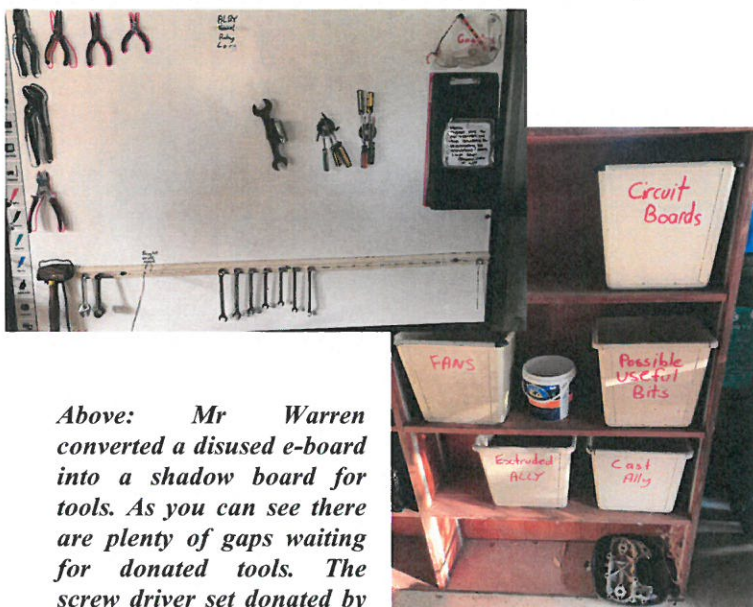 Circuit
Boards
FANS
Possible
useful
Bits
Exctruded
ALLY
Cast
Ally
Above: Mr Warren
converted a disused e-board
into a shadow board for
tools. As you can see there
are plenty of gaps waiting
for donated tools. The
screw driver set donated by